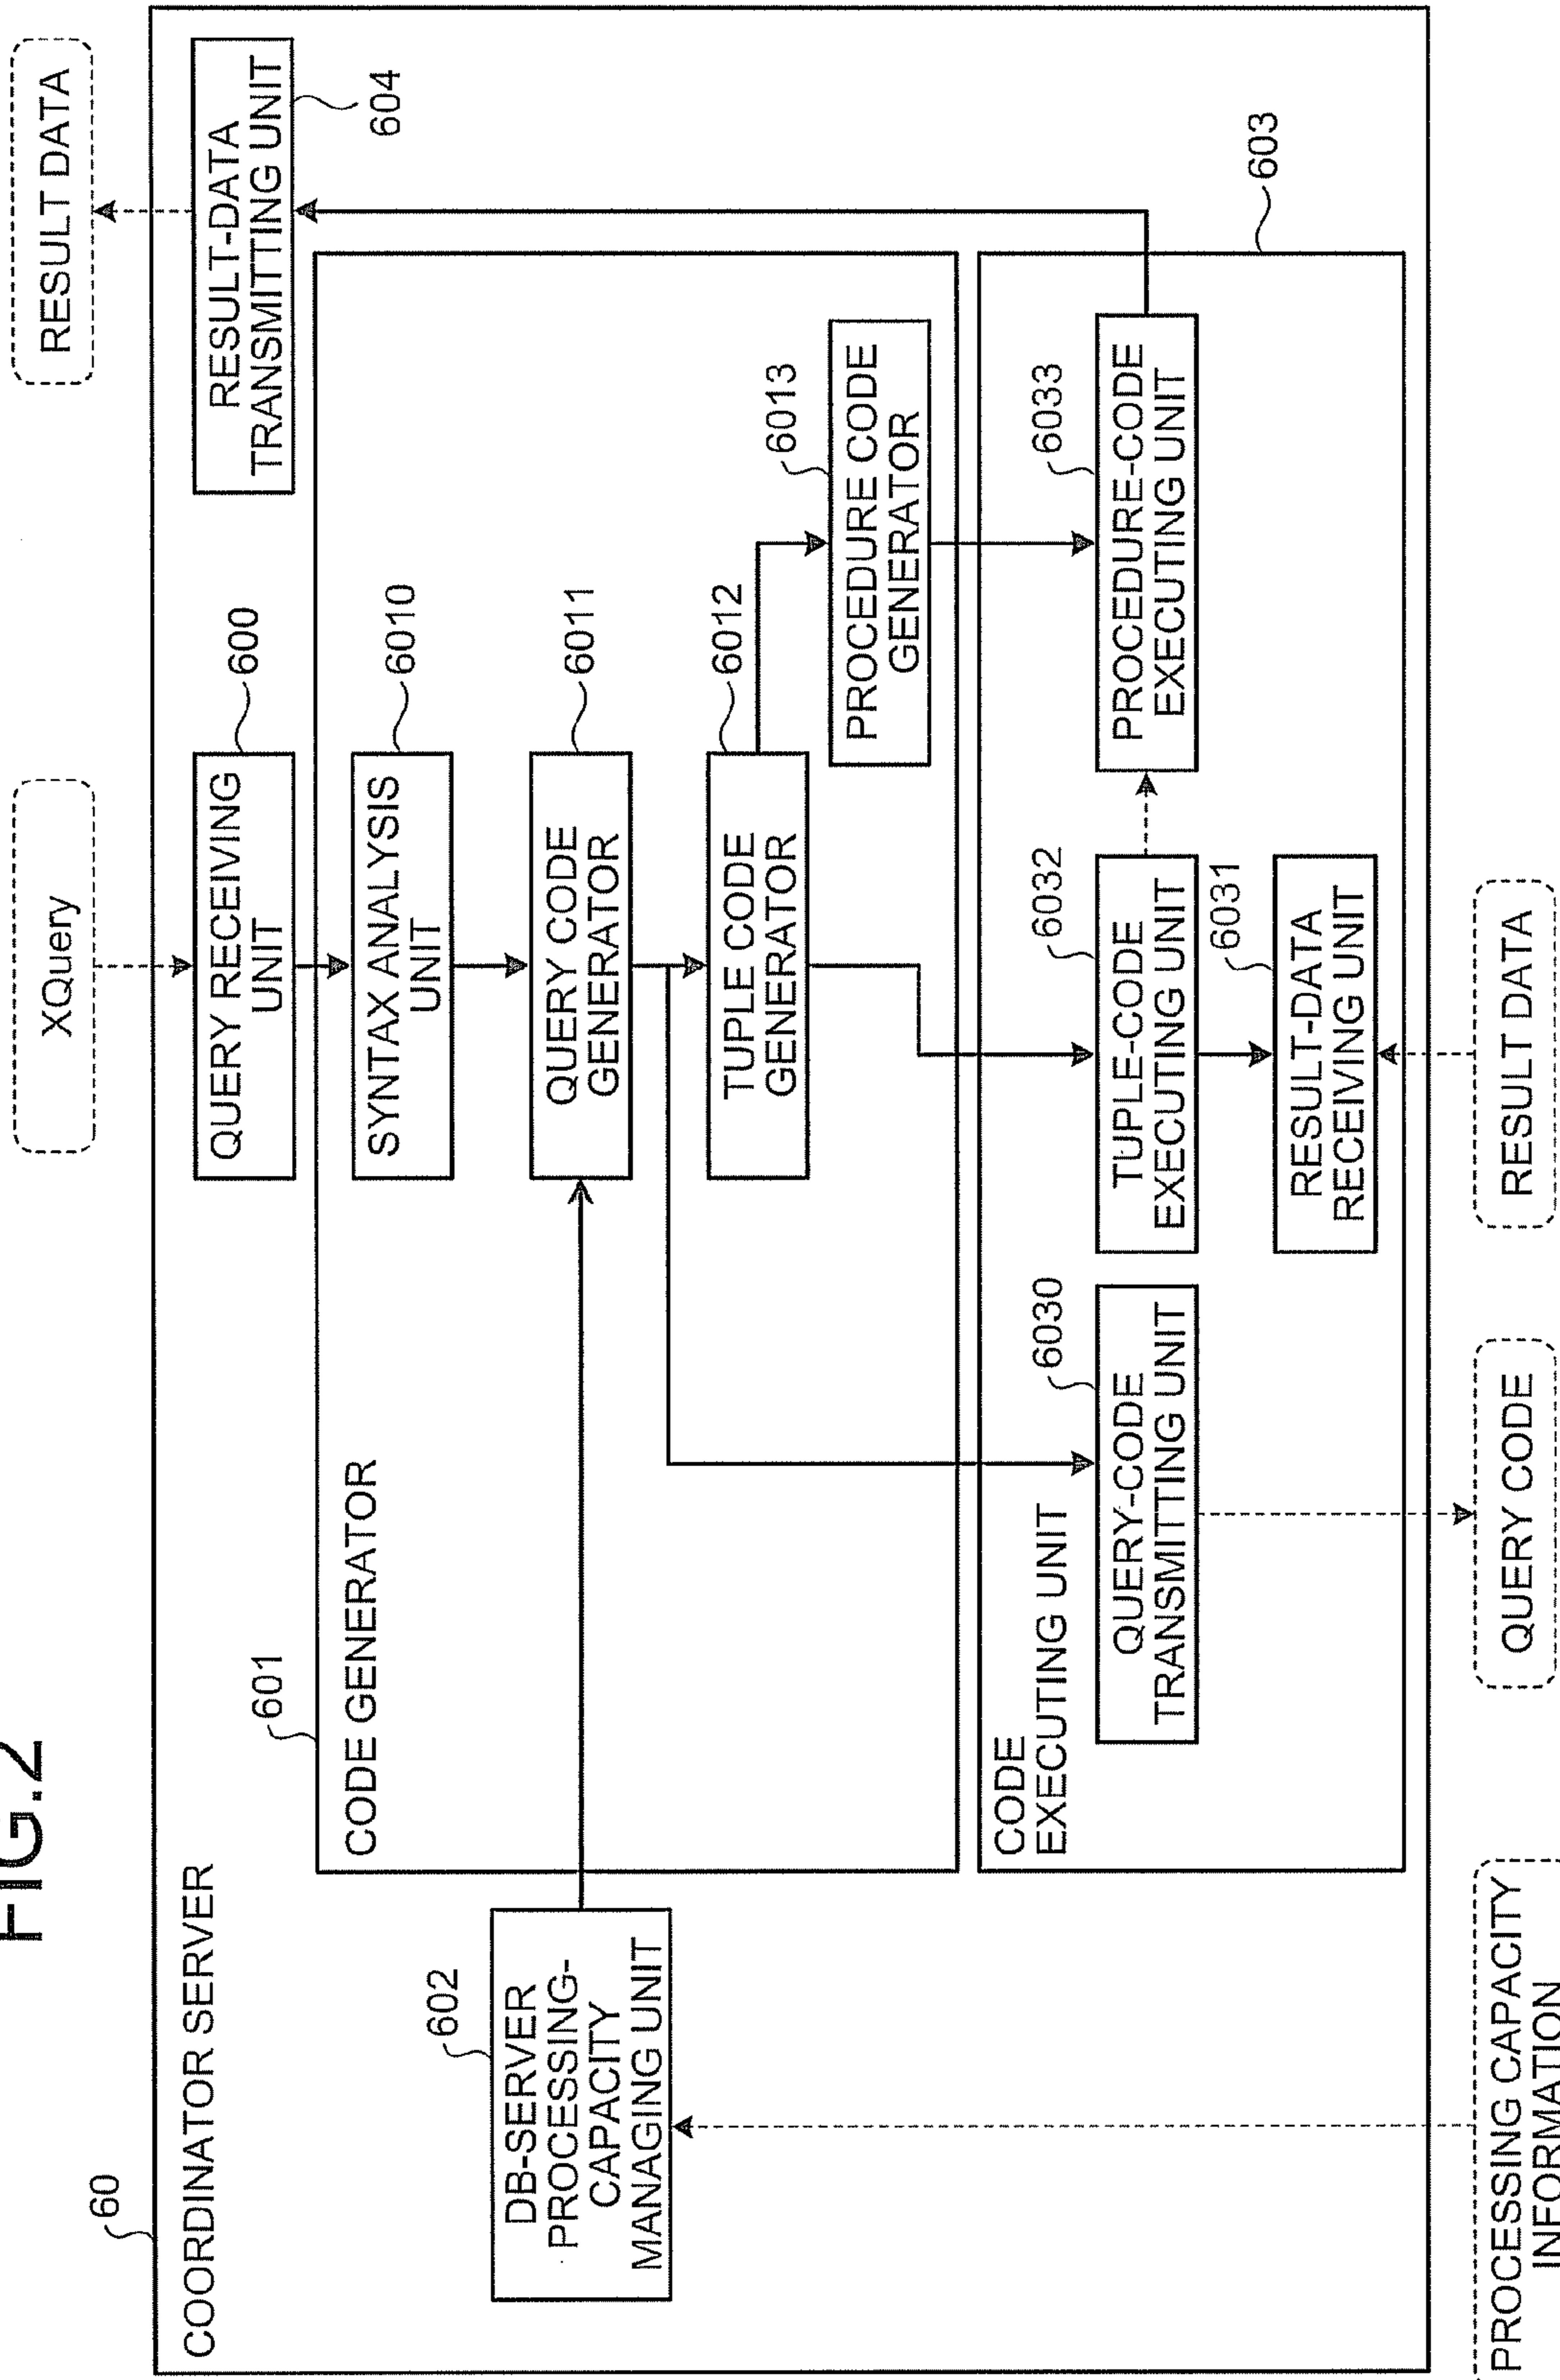 FIG.2
XQuery
RESULT DATA
60
COORDINATOR SERVER
600
QUERY RECEIVING
UNIT
RESULT-DATA
TRANSMITTING UNIT
604
601
CODE GENERATOR
6010
SYNTAX ANALYSIS
UNIT
602
DB-SERVER
PROCESSING-
CAPACITY
MANAGING UNIT
6011
QUERY CODE
GENERATOR
6012
TUPLE CODE
GENERATOR
6013
PROCEDURE CODE
GENERATOR
CODE
EXECUTING UNIT
603
6030
QUERY-CODE
TRANSMITTING UNIT
6032
TUPLE-CODE
EXECUTING UNIT
6033
PROCEDURE-CODE
EXECUTING UNIT
6031
RESULT-DATA
RECEIVING UNIT
PROCESSING CAPACITY
INFORMATION
QUERY CODE
RESULT DATA